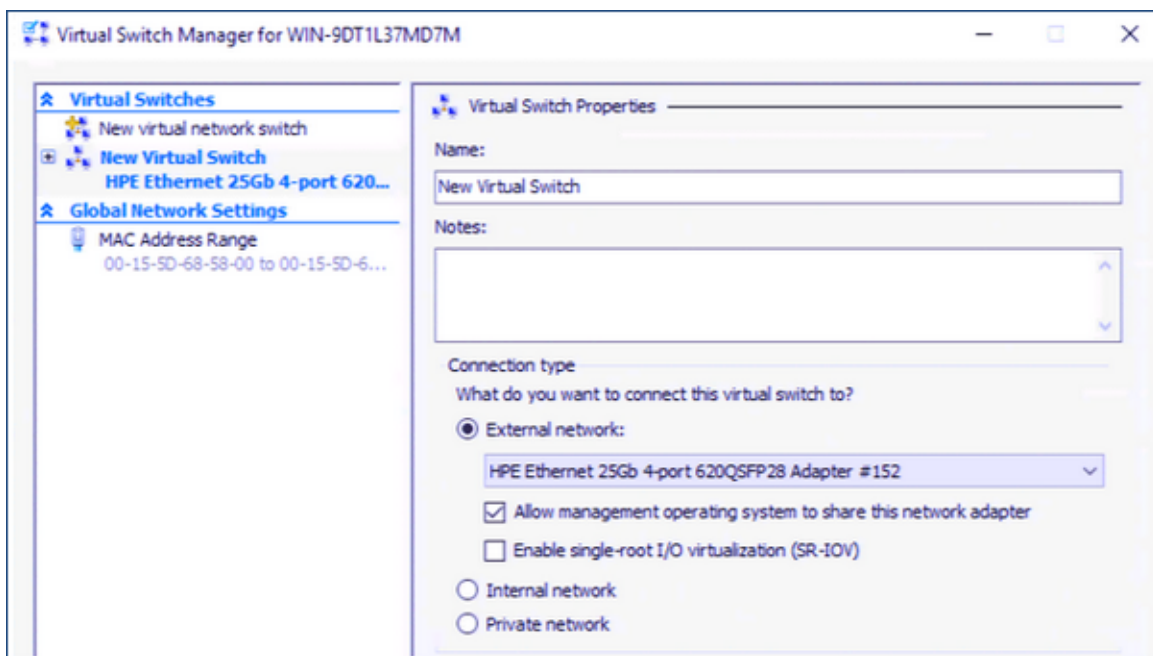 Virtual Switch Manager for WIN-9DT1L37MD7M
Virtual Switches
New virtual network switch
New Virtual Switch
HPE Ethernet 25Gb 4-port 620...
Global Network Settings
MAC Address Range
00-15-5D-68-58-00 to 00-15-5D-6...
Virtual Switch Properties
Name:
New Virtual Switch
Notes:
Connection type
What do you want to connect this virtual switch to?
External network:
HPE Ethernet 25Gb 4-port 620QSFP28 Adapter #152
Allow management operating system to share this network adapter
Enable single-root I/O virtualization (SR-IOV)
Internal network
Private network